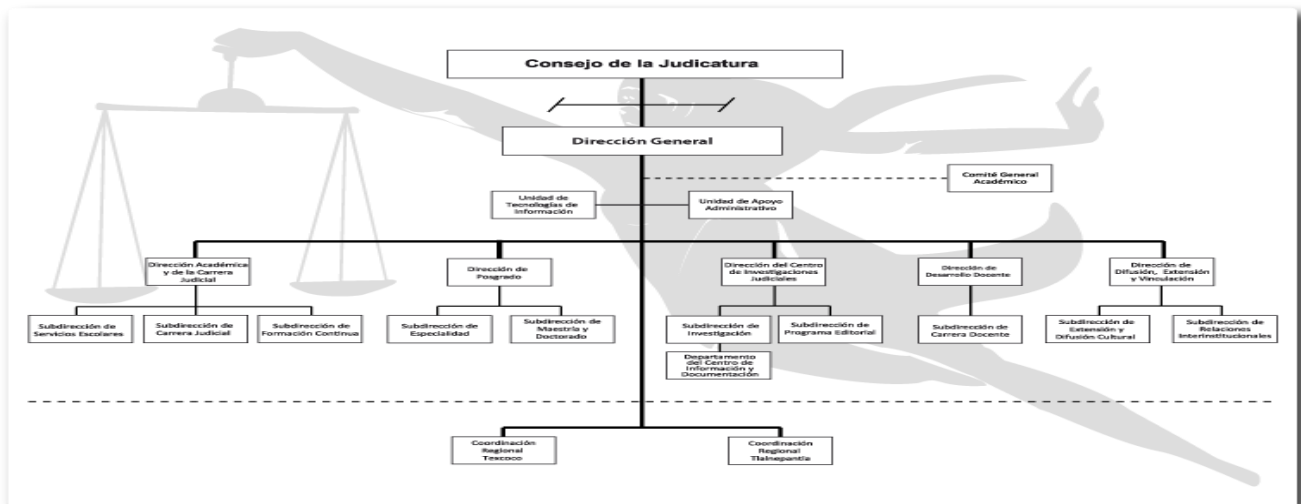 Consejo de la Judicatura
Dirección General
Comité General
Académico
Unidad de
Tecnologías de
Información
Unidad de Apoyo
Administrativo
Dirección Académica
y de la Carrera
Judicial
Dirección de
Posgrado
Dirección del Centro
de Investigaciones
Judiciales
Dirección de
Desarrollo Docente
Dirección de
Difusión, Extensión
y Vinculación
Subdirección de
Servicios Escolares
Subdirección de
Carrera Judicial
Subdirección de
Formación Continua
Subdirección de
Especialidad
Subdirección de
Maestría y
Doctorado
Subdirección de
Investigación
Subdirección de
Programa Editorial
Subdirección de
Carrera Docente
Subdirección de
Extensión y
Difusión Cultural
Subdirección de
Relaciones
Interinstitucionales
Departamento
del Centro de
Información y
Documentación
Coordinación
Regional
Texcoco
Coordinación
Regional
Tlalnepantla